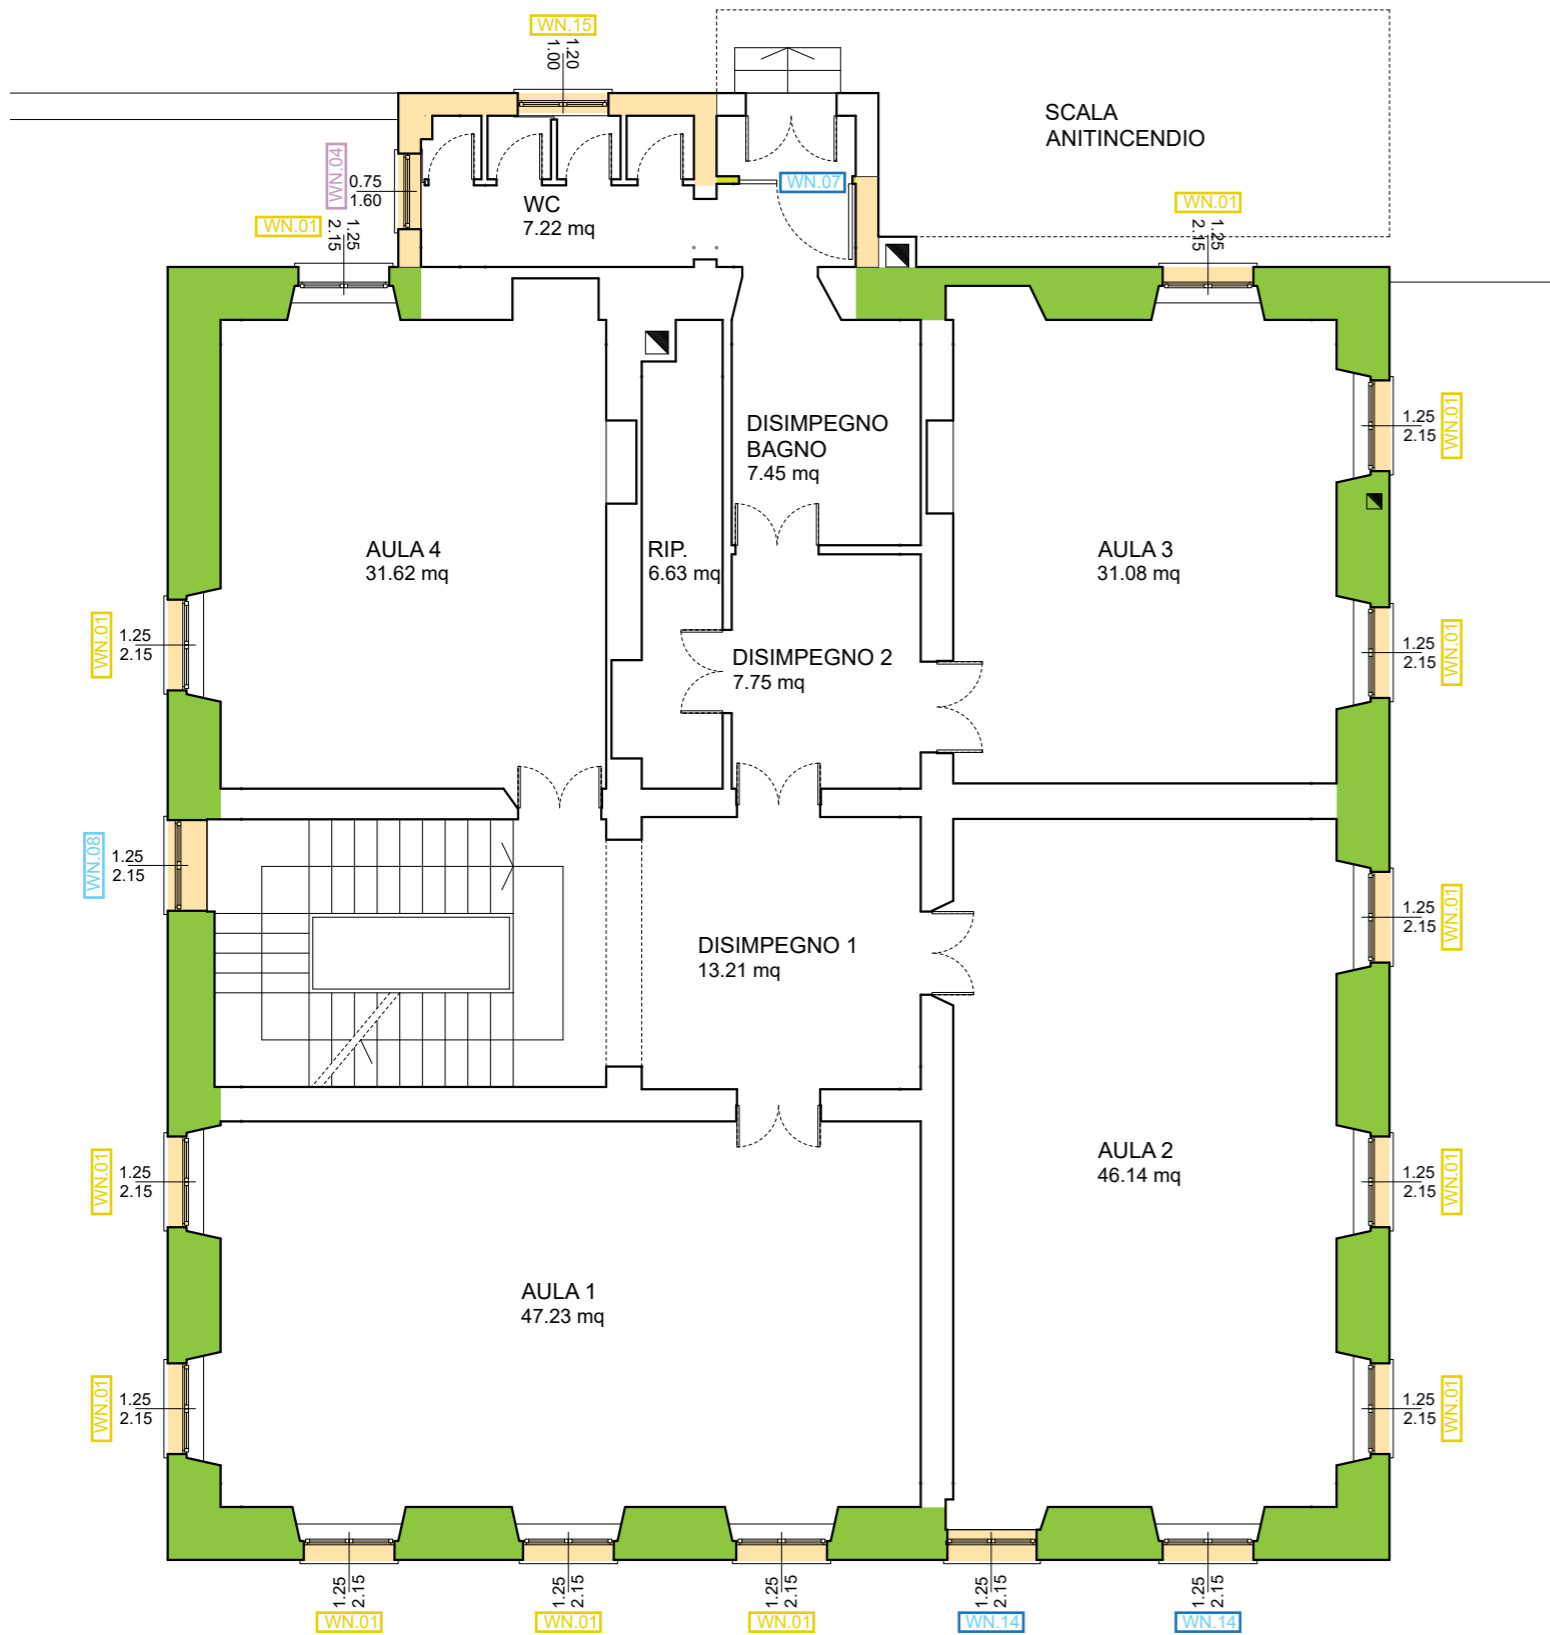 WN.15
1.20
1.00
SCALA
ANITINCENDIO
WN.04
0.75
1.60
WN.07
WC
7.22 mq
WN.01
1.25
2.15
WN.01
1.25
2.15
1.25
2.15
WN.01
DISIMPEGNO
BAGNO
7.45 mq
AULA 4
31.62 mq
RIP.
6.63 mq
AULA 3
31.08 mq
WN.01
1.25
2.15
DISIMPEGNO 2
7.75 mq
1.25
2.15
WN.01
WN.08
1.25
2.15
DISIMPEGNO 1
13.21 mq
1.25
2.15
WN.01
WN.01
1.25
2.15
AULA 2
46.14 mq
1.25
2.15
WN.01
AULA 1
47.23 mq
WN.01
1.25
2.15
1.25
2.15
WN.01
1.25
2.15
WN.01
1.25
2.15
WN.01
1.25
2.15
WN.01
1.25
2.15
WN.14
1.25
2.15
WN.14